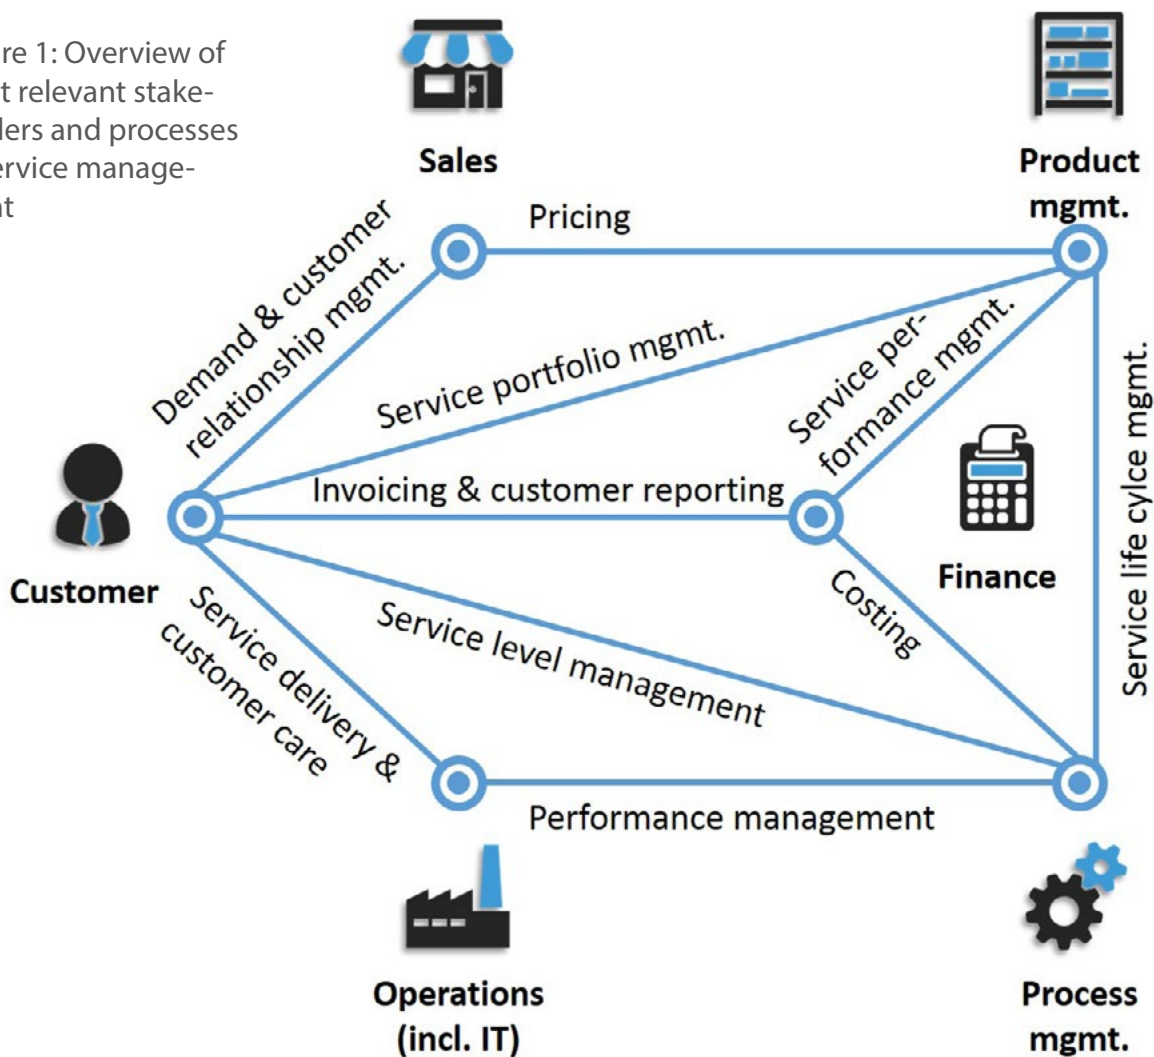 re 1: Overview of
t relevant stake-
lers and processes
ervice manage-
nt
Sales
Product
mgmt.
Pricing
Demand & customer
relationship mgmt.
Service portfolio mgmt.
Service per-
formance mgmt.
Invoicing & customer reporting
Customer
Finance
Service life cylce mgmt.
Costing
Service level management
Service delivery &
customer care
Performance management
Operations
(incl. IT)
Process
mgmt.